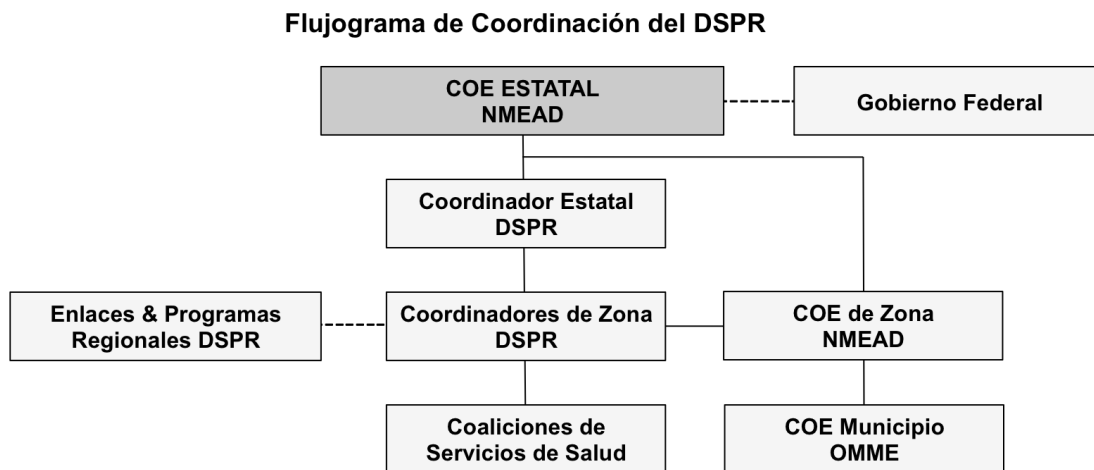 Flujograma de Coordinación del DSPR
COE ESTATAL
NMEAD
Gobierno Federal
Coordinador Estatal
DSPR
Enlaces & Programas
Regionales DSPR
Coordinadores de Zona
DSPR
COE de Zona
NMEAD
Coaliciones de
Servicios de Salud
COE Municipio
OMME